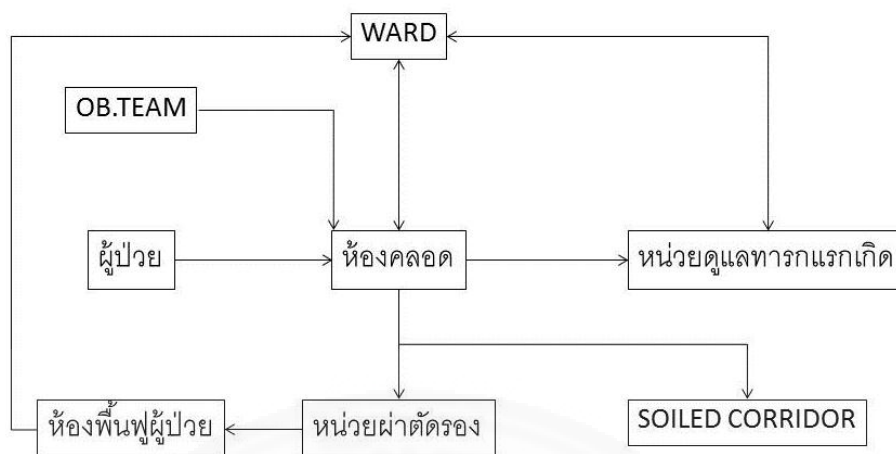 WARD
OB.TEAM
ผู้ป่วย
ห้องคลอด
หน่วยดูแลทารกแรกเกิด
ห้องพื้นฟูผู้ป่วย
หน่วยผ่าตัดรอง
SOILED CORRIDOR